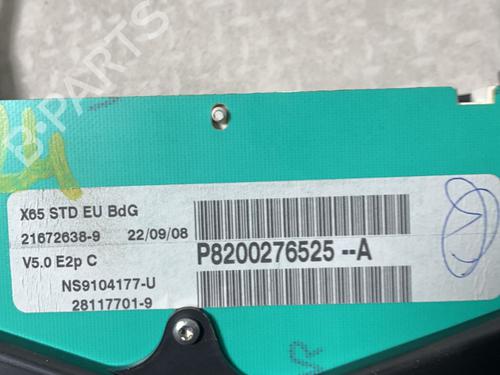 B-PARTS
X65 STD EU BdG
21672638-9 22/09/08
P8200276525--A
V5.0 E2p C
NS9104177-U
28117701-9